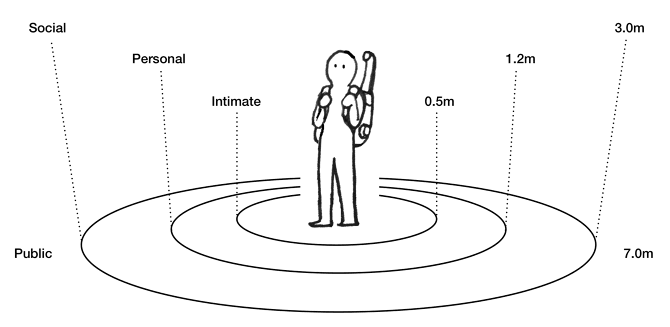 Social
3.0m
Personal
1.2m
Intimate
0.5m
Public
7.0m